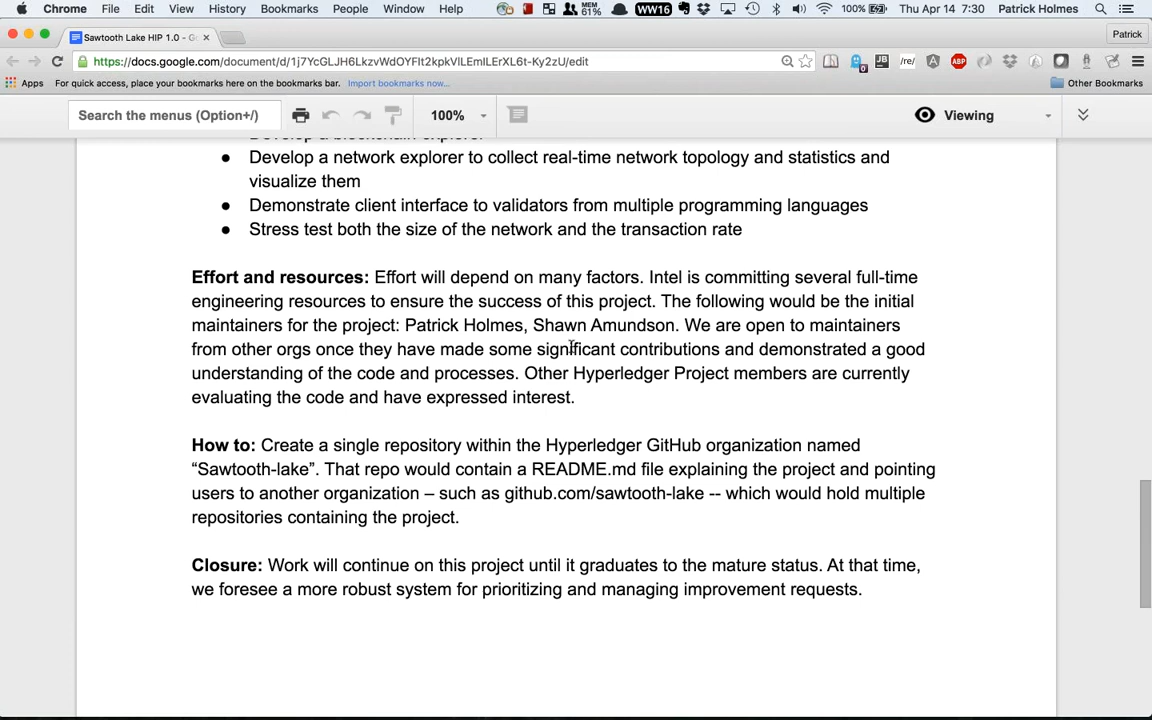 Chrome File Edit View History Bookmarks People Window Help MEM 61% WW16 100% Thu Apr 14 7:30 Patrick Holmes
Sawtooth Lake HIP 1.0 - G Patrick
https://docs.google.com/document/d/1j7YcGLJH6LkzvWdOYFIt2kpkVlLEmlLErXL6t-Ky2zU/edit JB /re/ ABP
Apps For quick access, place your bookmarks here on the bookmarks bar. Import bookmarks now... Other Bookmarks
Search the menus (Option+/) 100% Viewing
Develop a blockchain explorer
● Develop a network explorer to collect real-time network topology and statistics and
visualize them
● Demonstrate client interface to validators from multiple programming languages
● Stress test both the size of the network and the transaction rate
Effort and resources: Effort will depend on many factors. Intel is committing several full-time
engineering resources to ensure the success of this project. The following would be the initial
maintainers for the project: Patrick Holmes, Shawn Amundson. We are open to maintainers
from other orgs once they have made some significant contributions and demonstrated a good
understanding of the code and processes. Other Hyperledger Project members are currently
evaluating the code and have expressed interest.
How to: Create a single repository within the Hyperledger GitHub organization named
“Sawtooth-lake”. That repo would contain a README.md file explaining the project and pointing
users to another organization – such as github.com/sawtooth-lake -- which would hold multiple
repositories containing the project.
Closure: Work will continue on this project until it graduates to the mature status. At that time,
we foresee a more robust system for prioritizing and managing improvement requests.